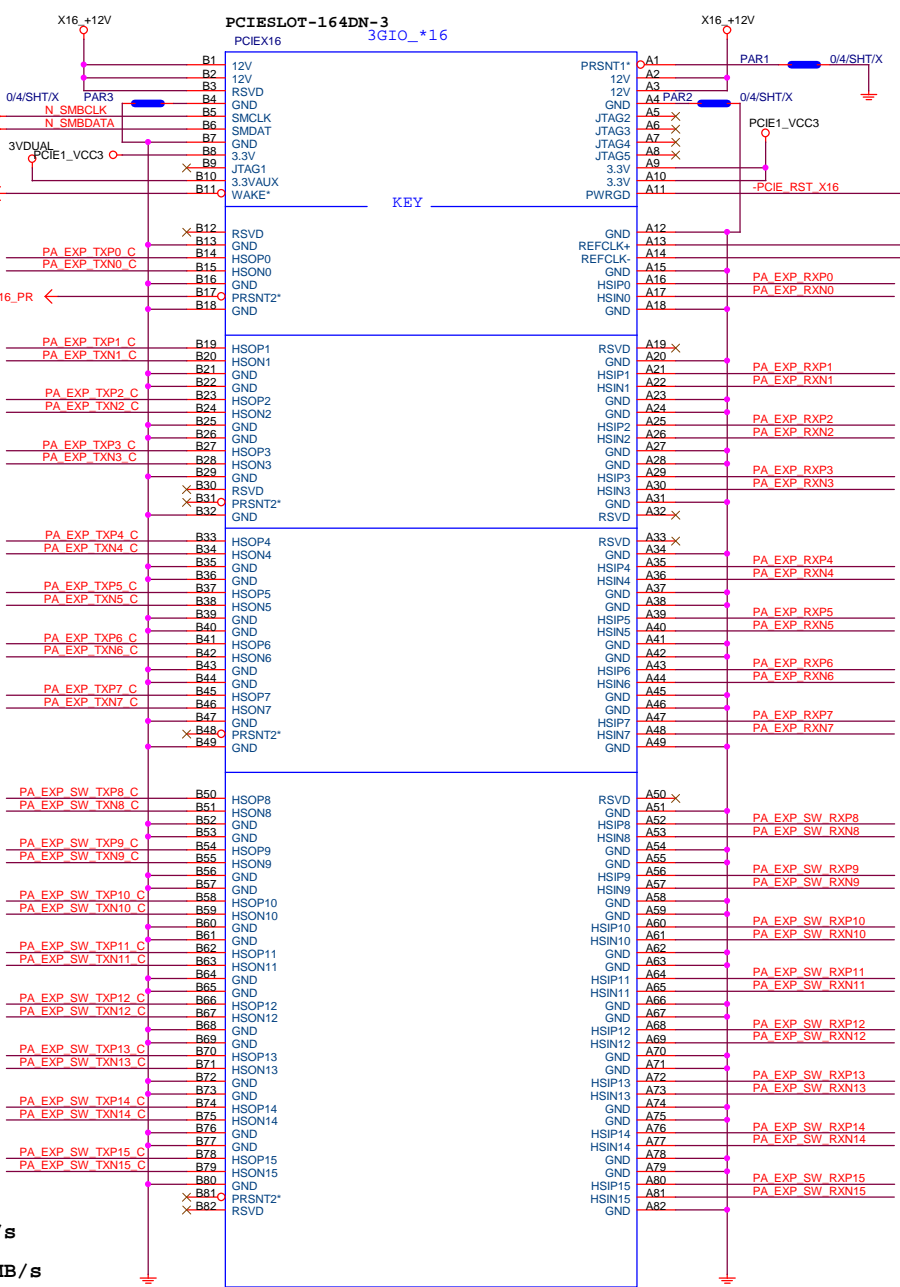 X16_+12V
PCIESLOT-164DN-3
X16_+12V
PCIEX16
3GIO_*16
B1 12V PRSNT1* A1 PAR1 0/4/SHT/X
B2 12V 12V A2
B3 RSVD 12V A3
0/4/SHT/X PAR3 B4 GND GND A4 PAR2 0/4/SHT/X
N_SMBCLK B5 SMCLK JTAG2 A5
N_SMBDATA B6 SMDAT JTAG3 A6
PCIE1_VCC3
B7 GND JTAG4 A7
3VDUAL
PCIE1_VCC3 B8 3.3V JTAG5 A8
B9 JTAG1 3.3V A9
B10 3.3VAUX 3.3V A10
B11 WAKE* PWRGD A11 -PCIE_RST_X16
KEY
B12 RSVD GND A12
B13 GND REFCLK+ A13
PA_EXP_TXP0_C B14 HSOP0 REFCLK- A14
PA_EXP_TXN0_C B15 HSON0 GND A15
B16 GND HSIP0 A16 PA_EXP_RXP0
16_PR B17 PRSNT2* HSIN0 A17 PA_EXP_RXN0
B18 GND GND A18
PA_EXP_TXP1_C B19 HSOP1 RSVD A19
PA_EXP_TXN1_C B20 HSON1 GND A20
B21 GND HSIP1 A21 PA_EXP_RXP1
B22 GND HSIN1 A22 PA_EXP_RXN1
PA_EXP_TXP2_C B23 HSOP2 GND A23
PA_EXP_TXN2_C B24 HSON2 GND A24
B25 GND HSIP2 A25 PA_EXP_RXP2
B26 GND HSIN2 A26 PA_EXP_RXN2
PA_EXP_TXP3_C B27 HSOP3 GND A27
PA_EXP_TXN3_C B28 HSON3 GND A28
B29 GND HSIP3 A29 PA_EXP_RXP3
B30 RSVD HSIN3 A30 PA_EXP_RXN3
B31 PRSNT2* GND A31
B32 GND RSVD A32
PA_EXP_TXP4_C B33 HSOP4 RSVD A33
PA_EXP_TXN4_C B34 HSON4 GND A34
B35 GND HSIP4 A35 PA_EXP_RXP4
B36 GND HSIN4 A36 PA_EXP_RXN4
PA_EXP_TXP5_C B37 HSOP5 GND A37
PA_EXP_TXN5_C B38 HSON5 GND A38
B39 GND HSIP5 A39 PA_EXP_RXP5
B40 GND HSIN5 A40 PA_EXP_RXN5
PA_EXP_TXP6_C B41 HSOP6 GND A41
PA_EXP_TXN6_C B42 HSON6 GND A42
B43 GND HSIP6 A43 PA_EXP_RXP6
B44 GND HSIN6 A44 PA_EXP_RXN6
PA_EXP_TXP7_C B45 HSOP7 GND A45
PA_EXP_TXN7_C B46 HSON7 GND A46
B47 GND HSIP7 A47 PA_EXP_RXP7
B48 PRSNT2* HSIN7 A48 PA_EXP_RXN7
B49 GND GND A49
PA_EXP_SW_TXP8_C B50 HSOP8 RSVD A50
PA_EXP_SW_TXN8_C B51 HSON8 GND A51
B52 GND HSIP8 A52 PA_EXP_SW_RXP8
B53 GND HSIN8 A53 PA_EXP_SW_RXN8
PA_EXP_SW_TXP9_C B54 HSOP9 GND A54
PA_EXP_SW_TXN9_C B55 HSON9 GND A55
B56 GND HSIP9 A56 PA_EXP_SW_RXP9
B57 GND HSIN9 A57 PA_EXP_SW_RXN9
PA_EXP_SW_TXP10_C B58 HSOP10 GND A58
PA_EXP_SW_TXN10_C B59 HSON10 GND A59
B60 GND HSIP10 A60 PA_EXP_SW_RXP10
B61 GND HSIN10 A61 PA_EXP_SW_RXN10
PA_EXP_SW_TXP11_C B62 HSOP11 GND A62
PA_EXP_SW_TXN11_C B63 HSON11 GND A63
B64 GND HSIP11 A64 PA_EXP_SW_RXP11
B65 GND HSIN11 A65 PA_EXP_SW_RXN11
PA_EXP_SW_TXP12_C B66 HSOP12 GND A66
PA_EXP_SW_TXN12_C B67 HSON12 GND A67
B68 GND HSIP12 A68 PA_EXP_SW_RXP12
B69 GND HSIN12 A69 PA_EXP_SW_RXN12
PA_EXP_SW_TXP13_C B70 HSOP13 GND A70
PA_EXP_SW_TXN13_C B71 HSON13 GND A71
B72 GND HSIP13 A72 PA_EXP_SW_RXP13
B73 GND HSIN13 A73 PA_EXP_SW_RXN13
PA_EXP_SW_TXP14_C B74 HSOP14 GND A74
PA_EXP_SW_TXN14_C B75 HSON14 GND A75
B76 GND HSIP14 A76 PA_EXP_SW_RXP14
B77 GND HSIN14 A77 PA_EXP_SW_RXN14
PA_EXP_SW_TXP15_C B78 HSOP15 GND A78
PA_EXP_SW_TXN15_C B79 HSON15 GND A79
B80 GND HSIP15 A80 PA_EXP_SW_RXP15
B81 PRSNT2* HSIN15 A81 PA_EXP_SW_RXN15
B82 RSVD GND A82
/s
MB/s